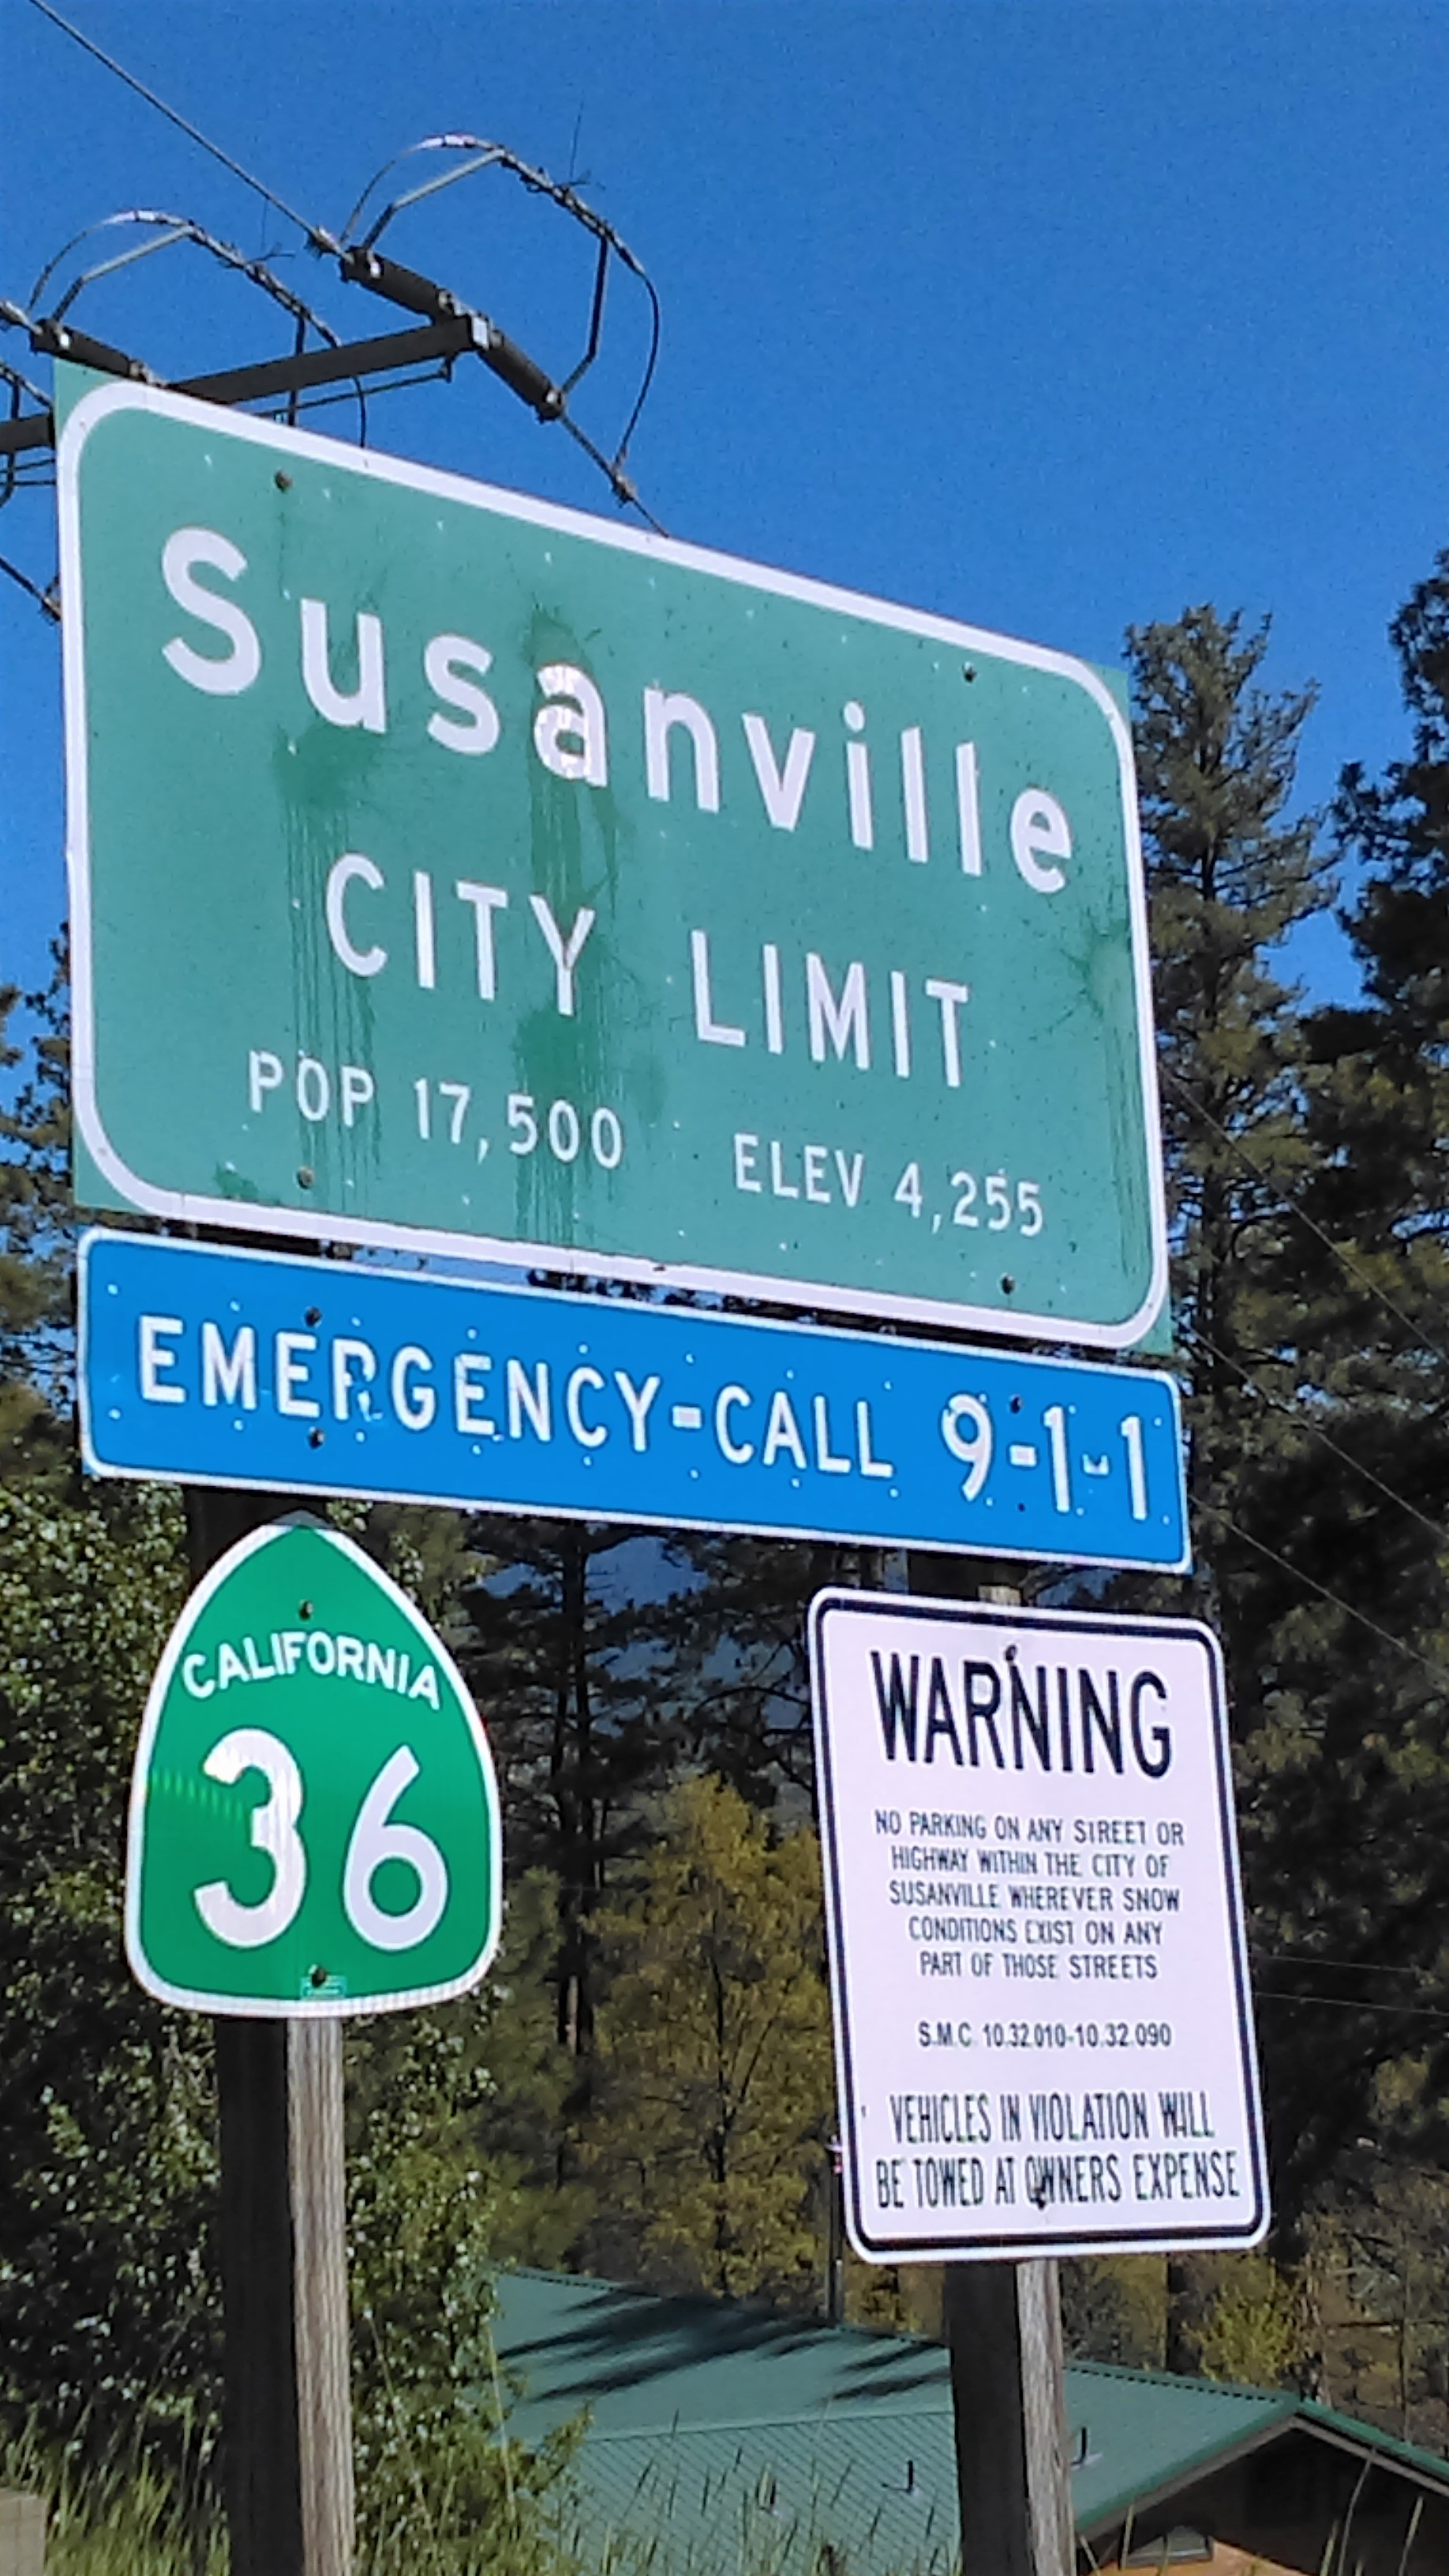 Susanville
CITY LIMIT
POP 17,500 ELEV 4,255
EMERGENCY-CALL 9-1-1
CALIFORNIA
36
WARNING
NO PARKING ON ANY STREET OR
HIGHWAY WITHIN THE CITY OF
SUSANVILLE WHEREVER SNOW
CONDITIONS EXIST ON ANY
PART OF THOSE STREETS
S.M.C. 10.32.010-10.32.090
VEHICLES IN VIOLATION WILL
BE TOWED AT OWNERS EXPENSE